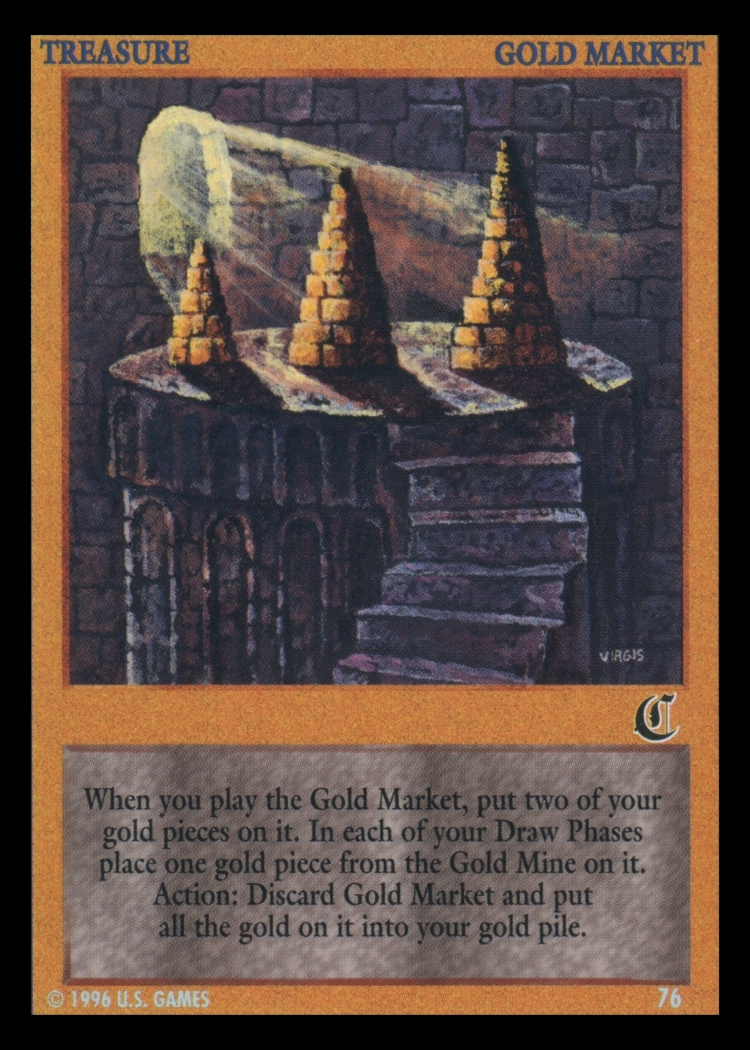 TREASURE GOLD MARKET
VIRGIS
C
When you play the Gold Market, put two of your
gold pieces on it. In each of your Draw Phases
place one gold piece from the Gold Mine on it.
Action: Discard Gold Market and put
all the gold on it into your gold pile.
© 1996 U.S. GAMES 76